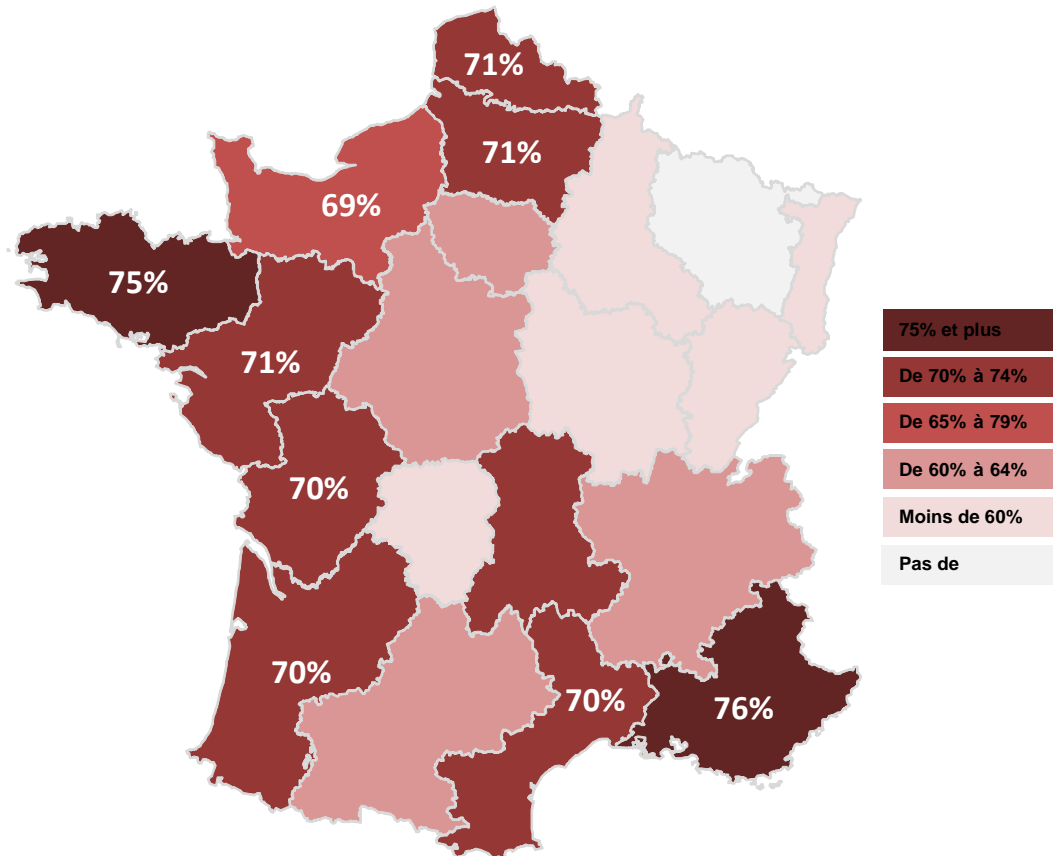 71%
71%
69%
75%
71%
70%
70%
70%
76%
75% et plus
De 70% à 74%
De 65% à 79%
De 60% à 64%
Moins de 60%
Pas de